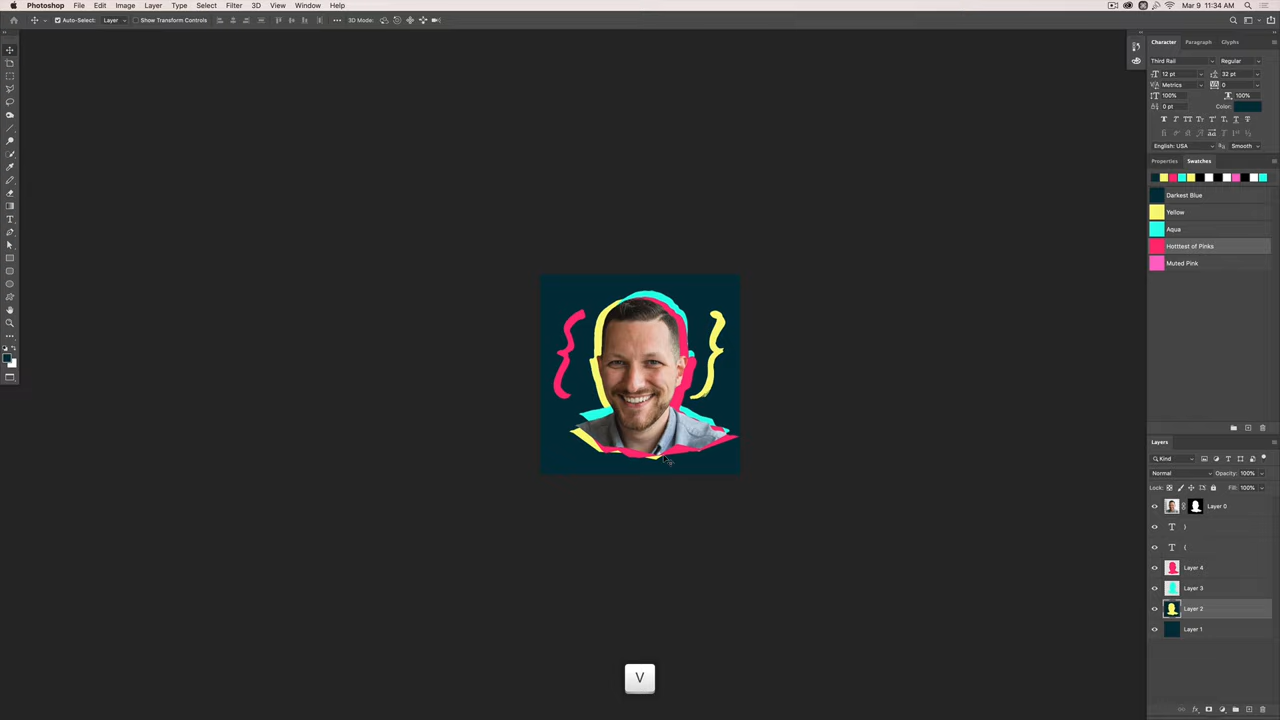 Photoshop File Edit Image Layer Type Select Filter 3D View Window Help Mar 9 11:34 AM
Auto-Select: Layer Show Transform Controls 3D Mode:
Character Paragraph Glyphs
Third Rail Regular
12 pt 32 pt
Metrics 0
100% 100%
0 pt Color:
English: USA Smooth
Properties Swatches
Darkest Blue
Yellow
Aqua
Hotttest of Pinks
Muted Pink
{ }
Layers
Kind
Normal Opacity: 100%
Lock: Fill: 100%
Layer 0
T }
T {
Layer 4
Layer 3
Layer 2
Layer 1
V